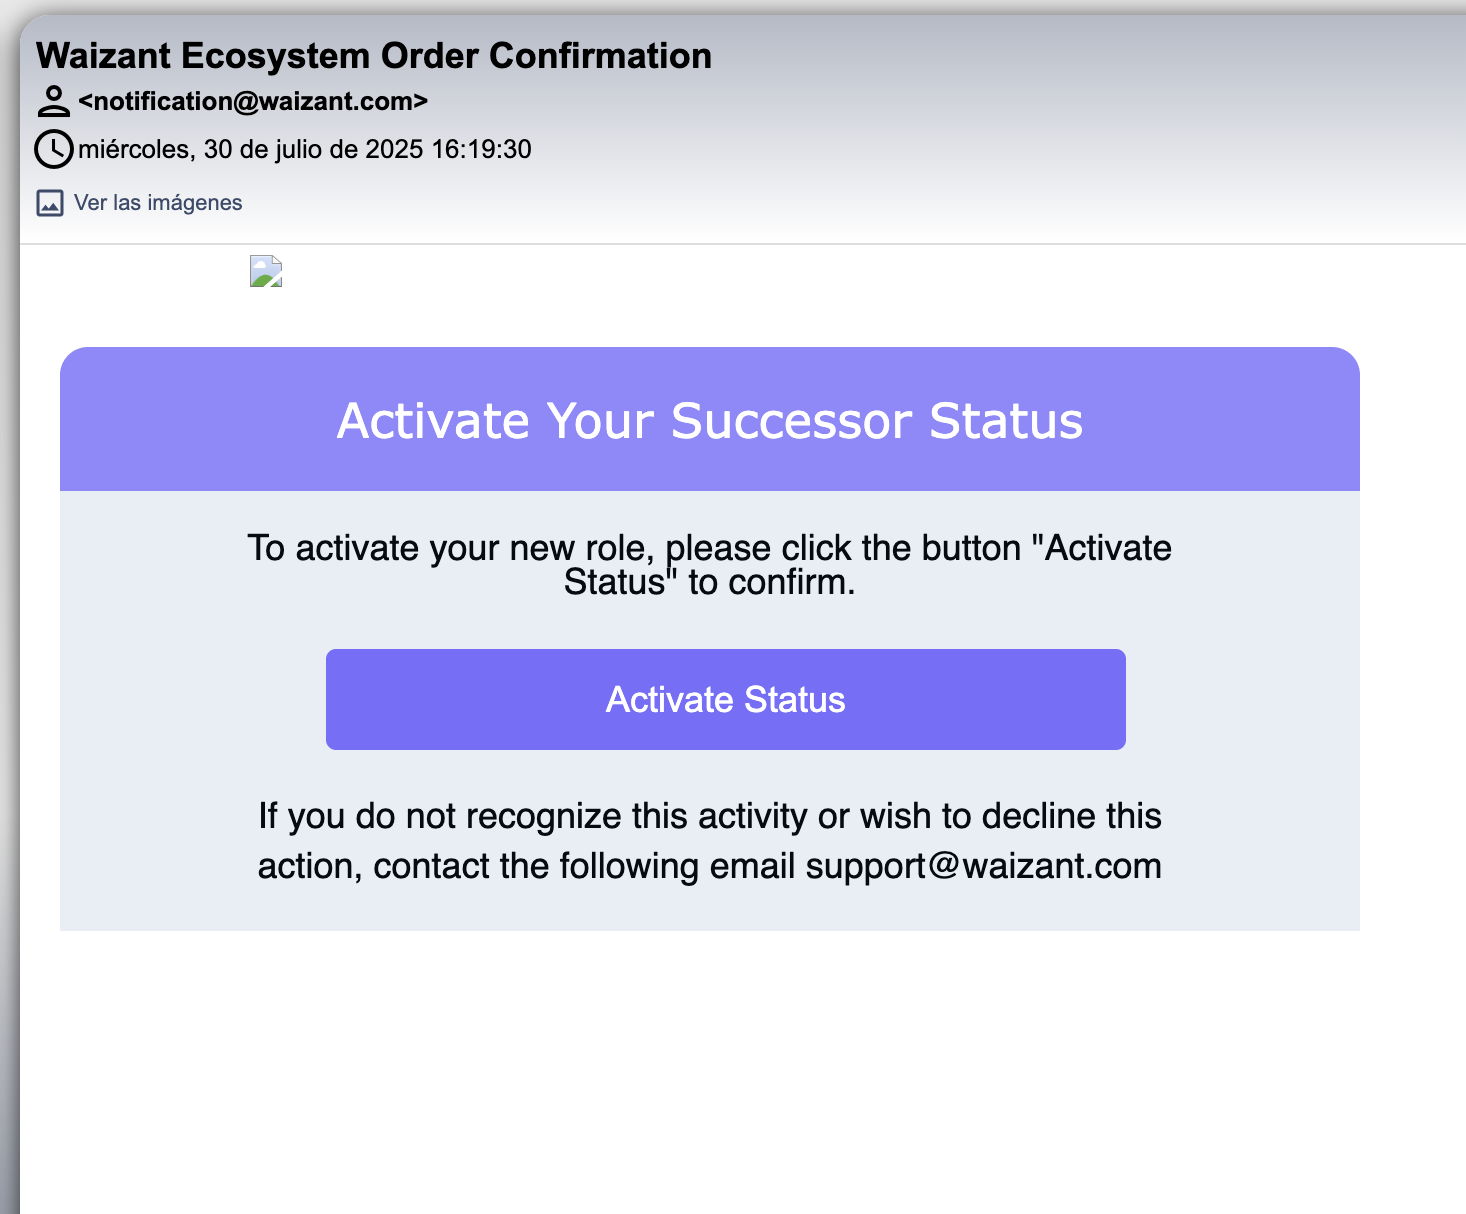 Waizant Ecosystem Order Confirmation
<notification@waizant.com>
miércoles, 30 de julio de 2025 16:19:30
Ver las imágenes
Activate Your Successor Status
To activate your new role, please click the button "Activate
Status" to confirm.
Activate Status
If you do not recognize this activity or wish to decline this
action, contact the following email support@waizant.com